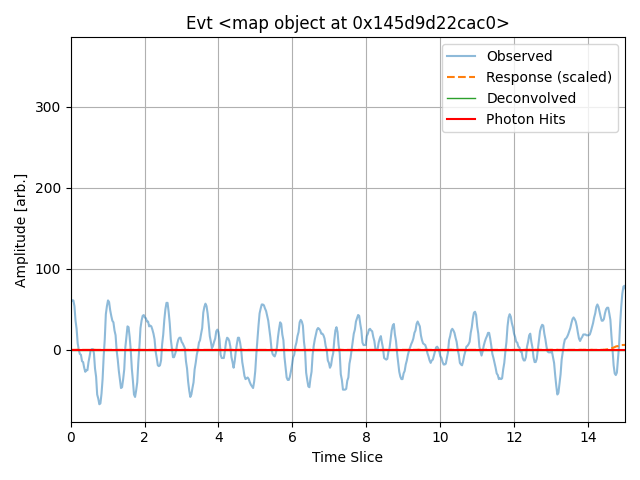 Evt <map object at 0x145d9d22cac0>
Observed
Response (scaled)
Deconvolved
Photon Hits
Amplitude [arb.]
300
200
100
0
0 2 4 6 8 10 12 14
Time Slice